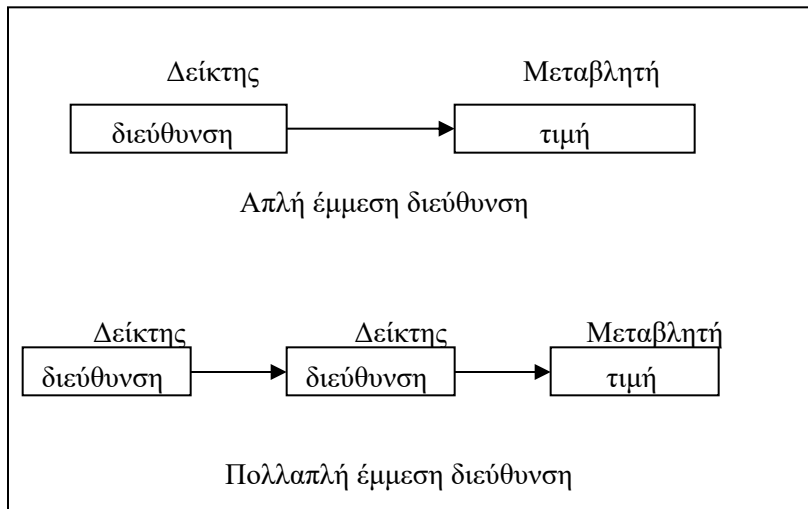 Δείκτης Μεταβλητή
διεύθυνση τιμή
Απλή έμμεση διεύθυνση
Δείκτης Δείκτης Μεταβλητή
διεύθυνση διεύθυνση τιμή
Πολλαπλή έμμεση διεύθυνση